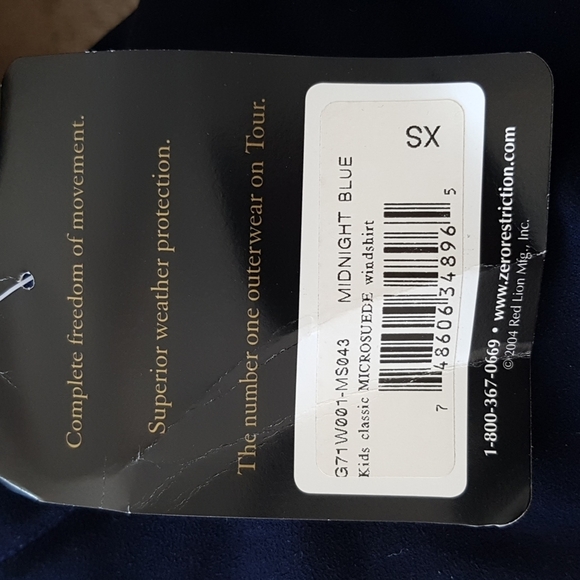 Complete freedom of movement.
Superior weather protection.
The number one outerwear on Tour.
SX
G71W001-MS043 MIDNIGHT BLUE
Kids classic MICROSUEDE windshirt
7 48606 34896 5
1-800-367-0669 • www.zerorestriction.com
© 2004 Red Lion Mfg., Inc.